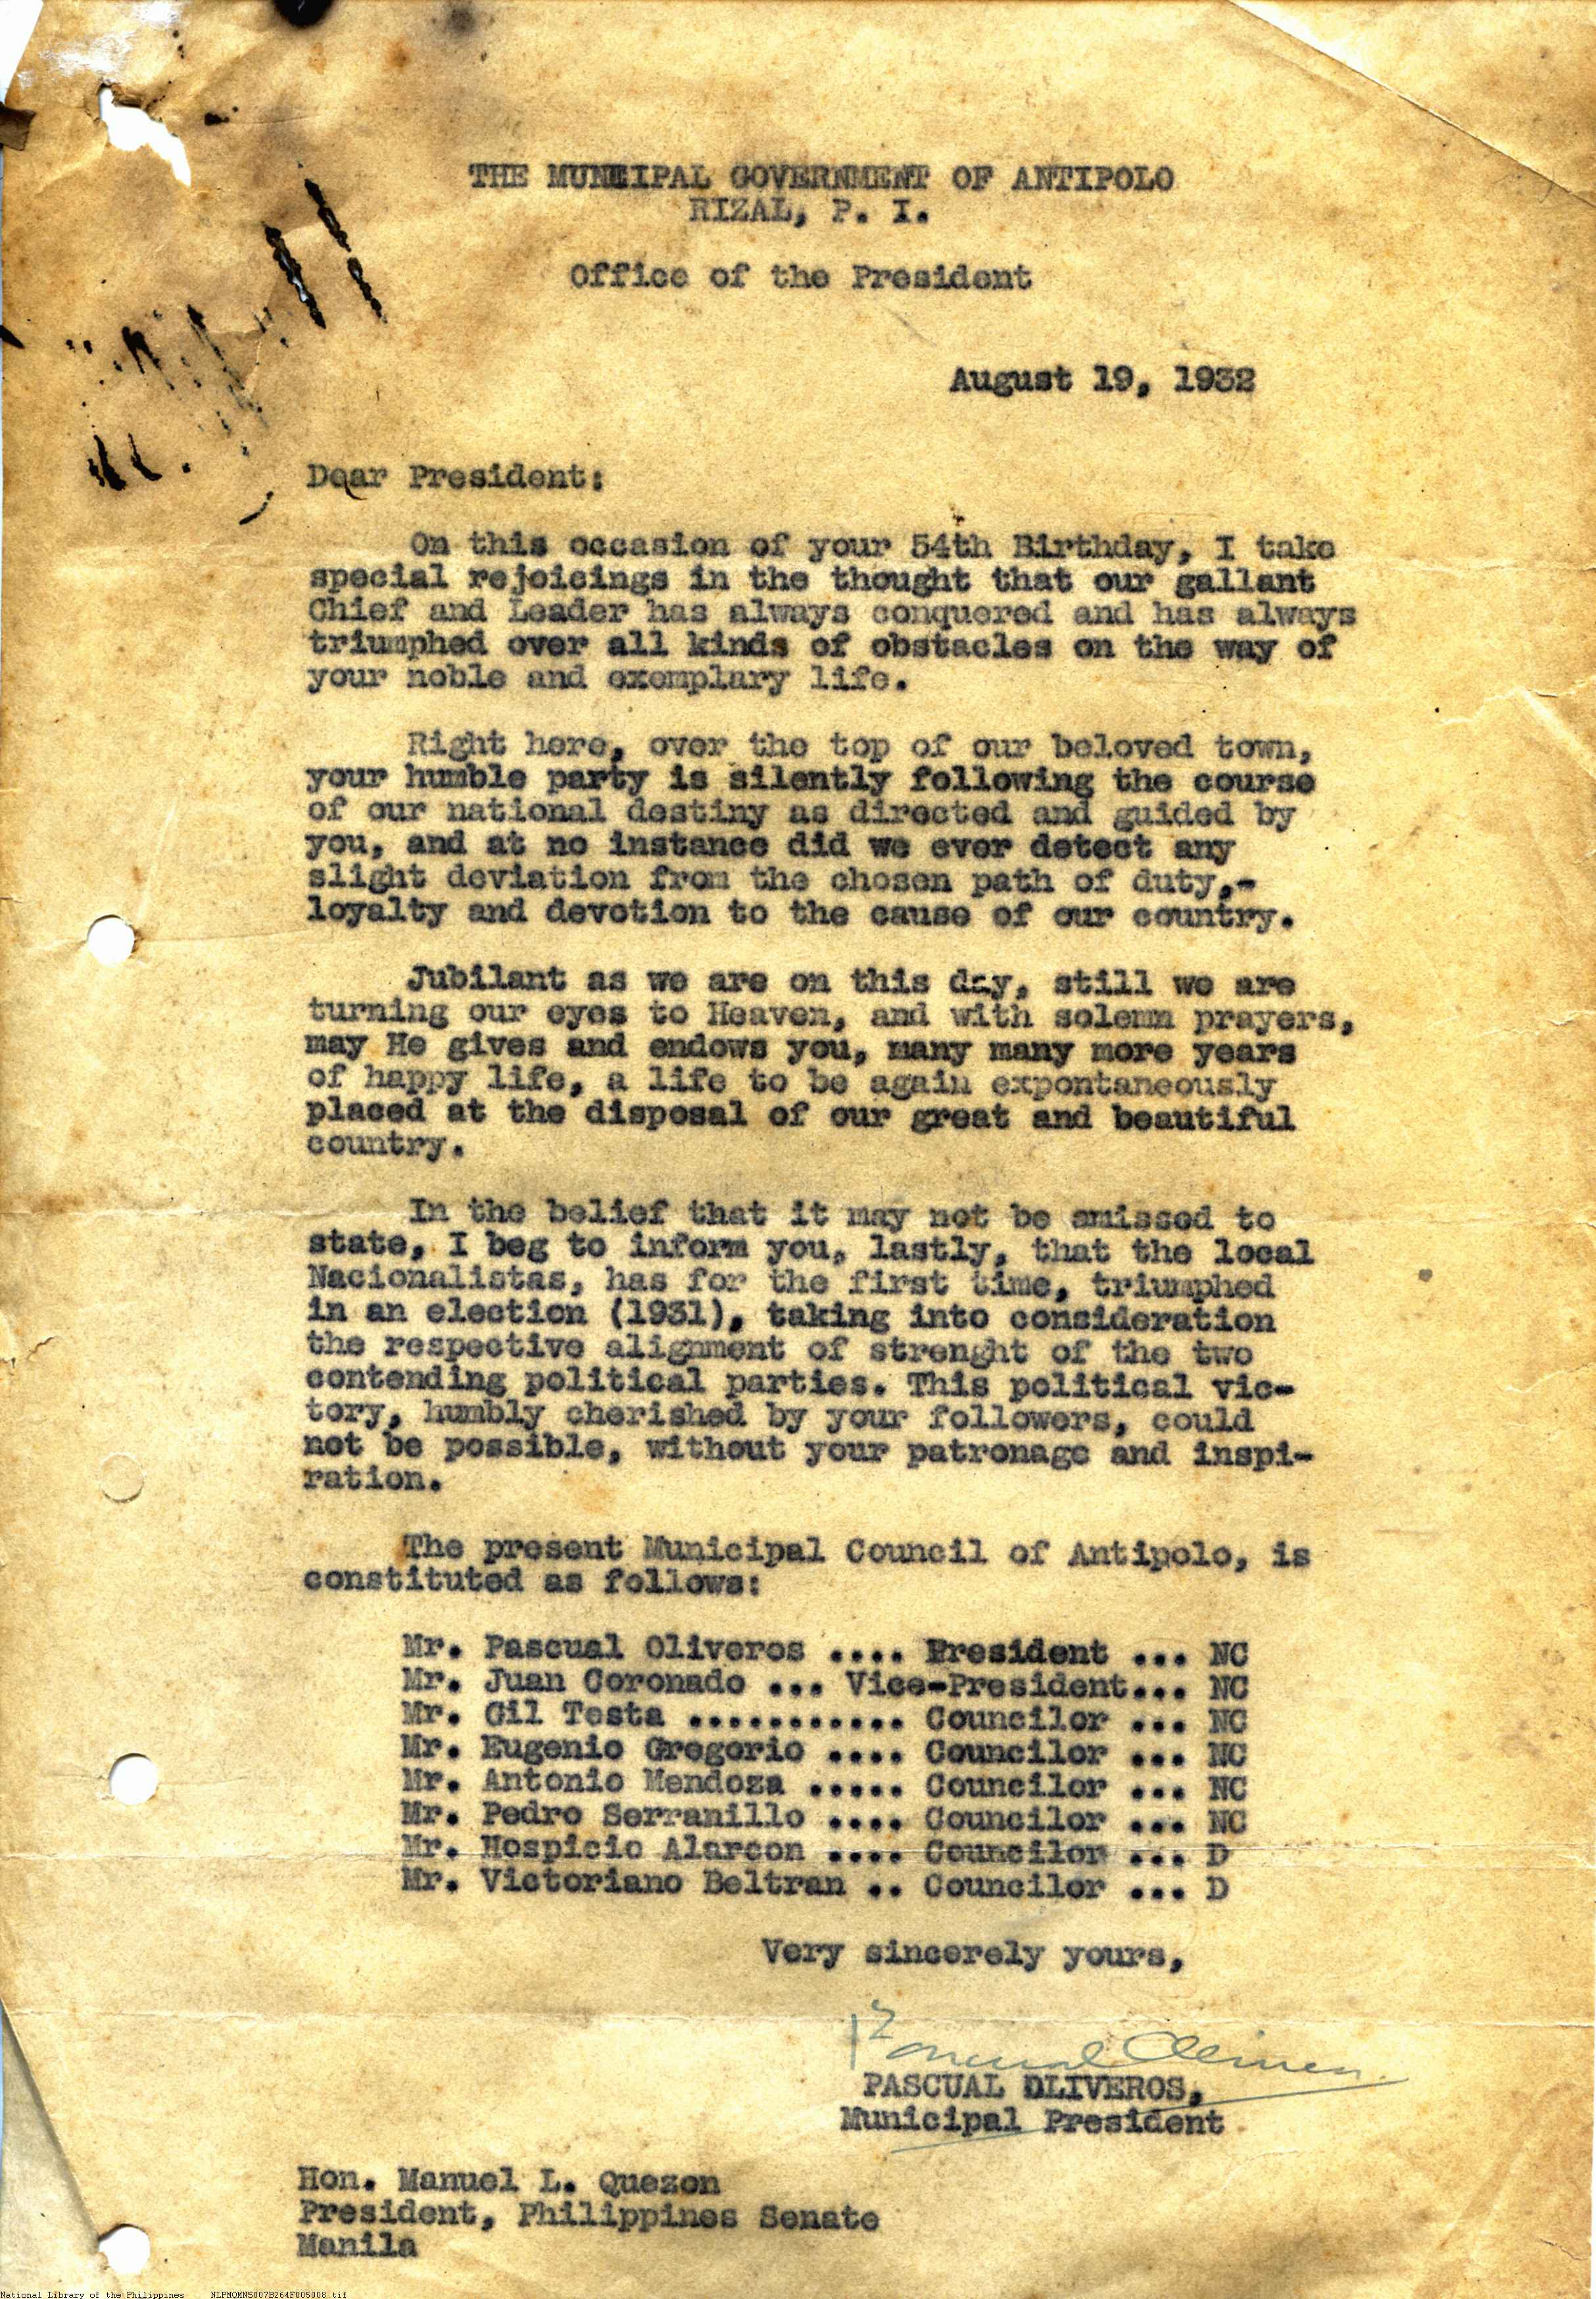 THE MUNCIPAL GOVERNMENT OF ANTIPOLO
RIZAL, P. I.
Office of the President
August 19, 1932
Dear President:
On this occasion of your 54th Birthday, I take
special rejoicings in the thought that our gallant
Chief and Leader has always conquered and has always
triumphed over all kinds of obstacles on the way of
your noble and exemplary life.
Right here, over the top of our beloved town,
your humble party is silently following the course
of our national destiny as directed and guided by
you, and at no instance did we ever detect any
slight deviation from the chosen path of duty,-
loyalty and devotion to the cause of our country.
Jubilant as we are on this day, still we are
turning our eyes to Heaven, and with solemn prayers,
may He gives and endows you, many many more years
of happy life, a life to be again expontaneously
placed at the disposal of our great and beautiful
country.
In the belief that it may not be amissed to
state, I beg to inform you, lastly, that the local
Nacionalistas, has for the first time, triumphed
in an election (1931), taking into consideration
the respective alignment of strenght of the two
contending political parties. This political vic-
tory, humbly cherished by your followers, could
not be possible, without your patronage and inspi-
ration.
The present Municipal Council of Antipolo, is
constituted as follows:
Mr. Pascual Oliveros .... President ... NC
Mr. Juan Coronado ... Vice-President... NC
Mr. Gil Testa ........... Councilor ... NC
Mr. Eugenio Gregorio .... Councilor ... NC
Mr. Antonio Mendoza ..... Councilor ... NC
Mr. Pedro Serranillo .... Councilor ... NC
Mr. Hospicio Alarcon .... Councilor ... D
Mr. Victoriano Beltran .. Councilor ... D
Very sincerely yours,
Pascual Oliveros
PASCUAL OLIVEROS,
Municipal President
Hon. Manuel L. Quezon
President, Philippines Senate
Manila
National Library of the Philippines NLPMQMNS007B264F005008.tif